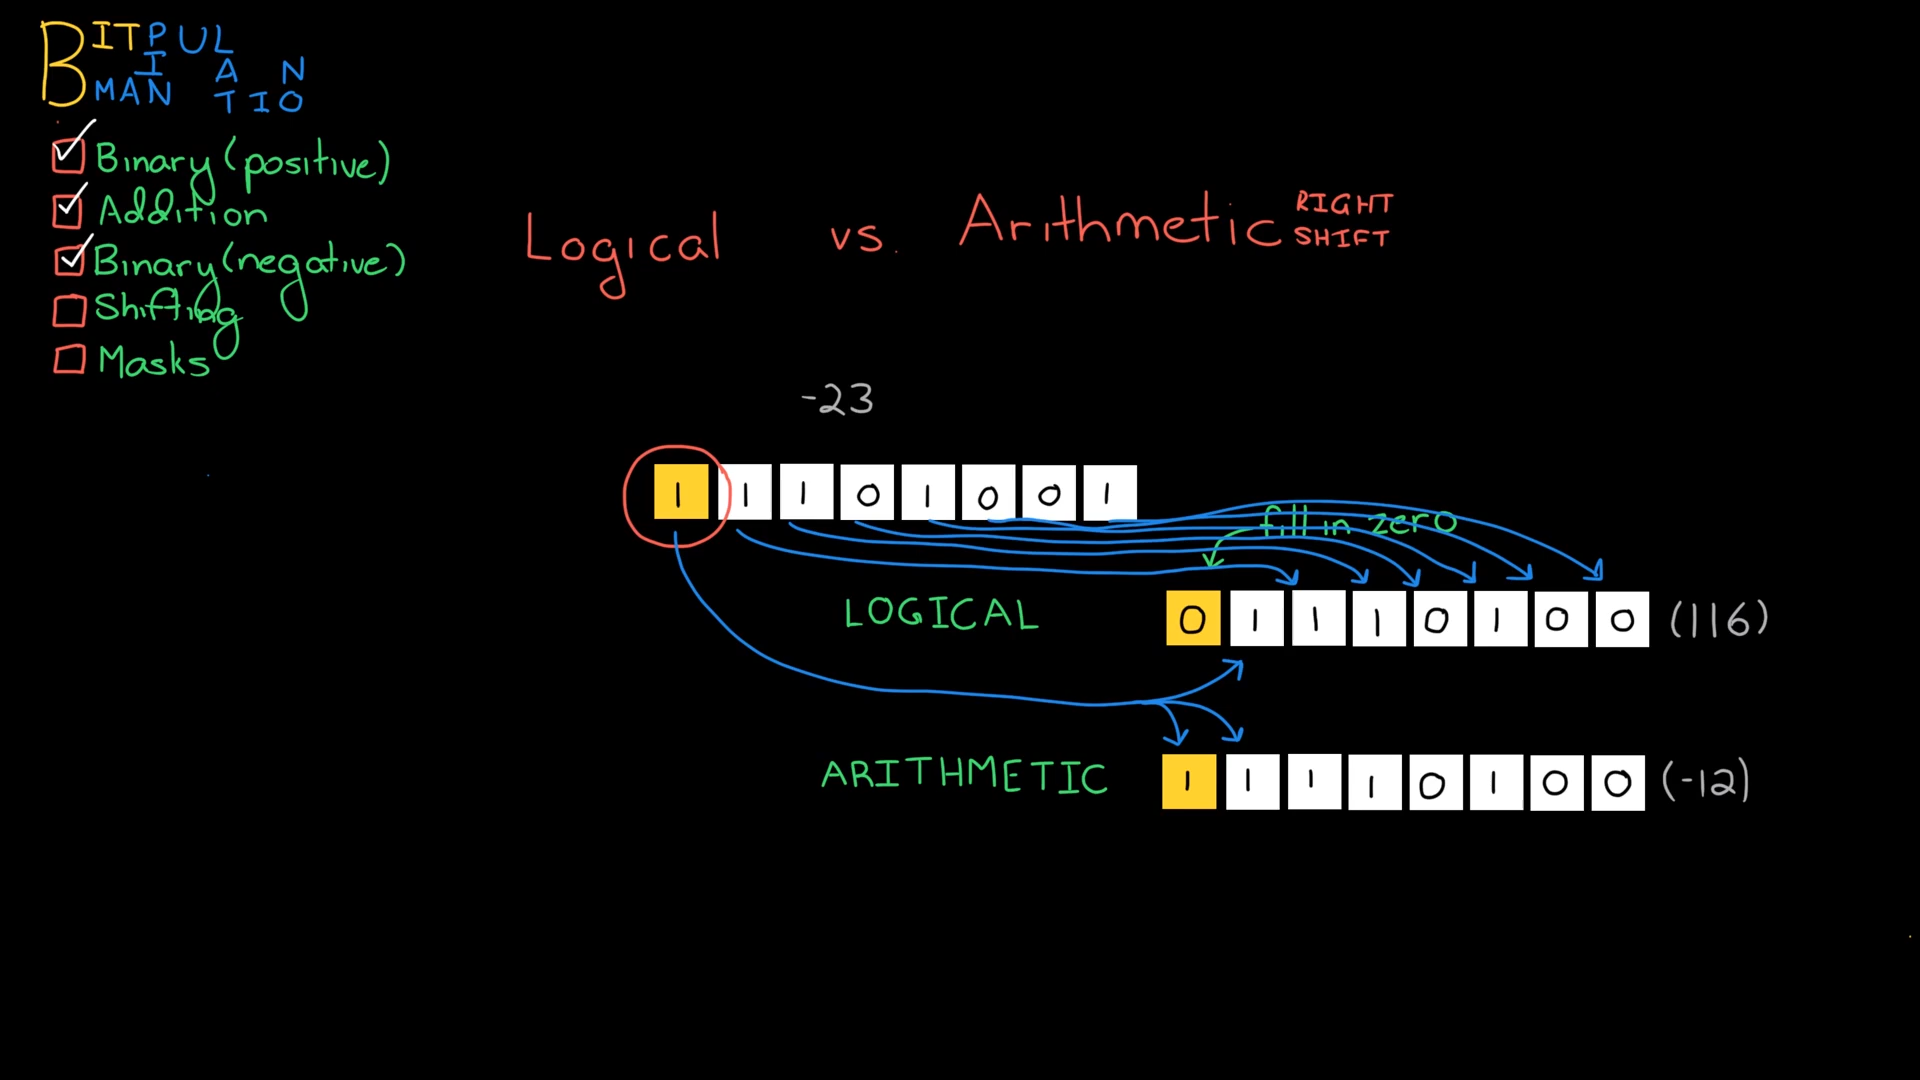 BIT MANIPULATION
Binary (positive)
Addition
Binary (negative)
Shifting
Masks
Logical vs. Arithmetic RIGHT SHIFT
-23
1 1 1 0 1 0 0 1
fill in zero
LOGICAL 0 1 1 1 0 1 0 0 (116)
ARITHMETIC 1 1 1 1 0 1 0 0 (-12)